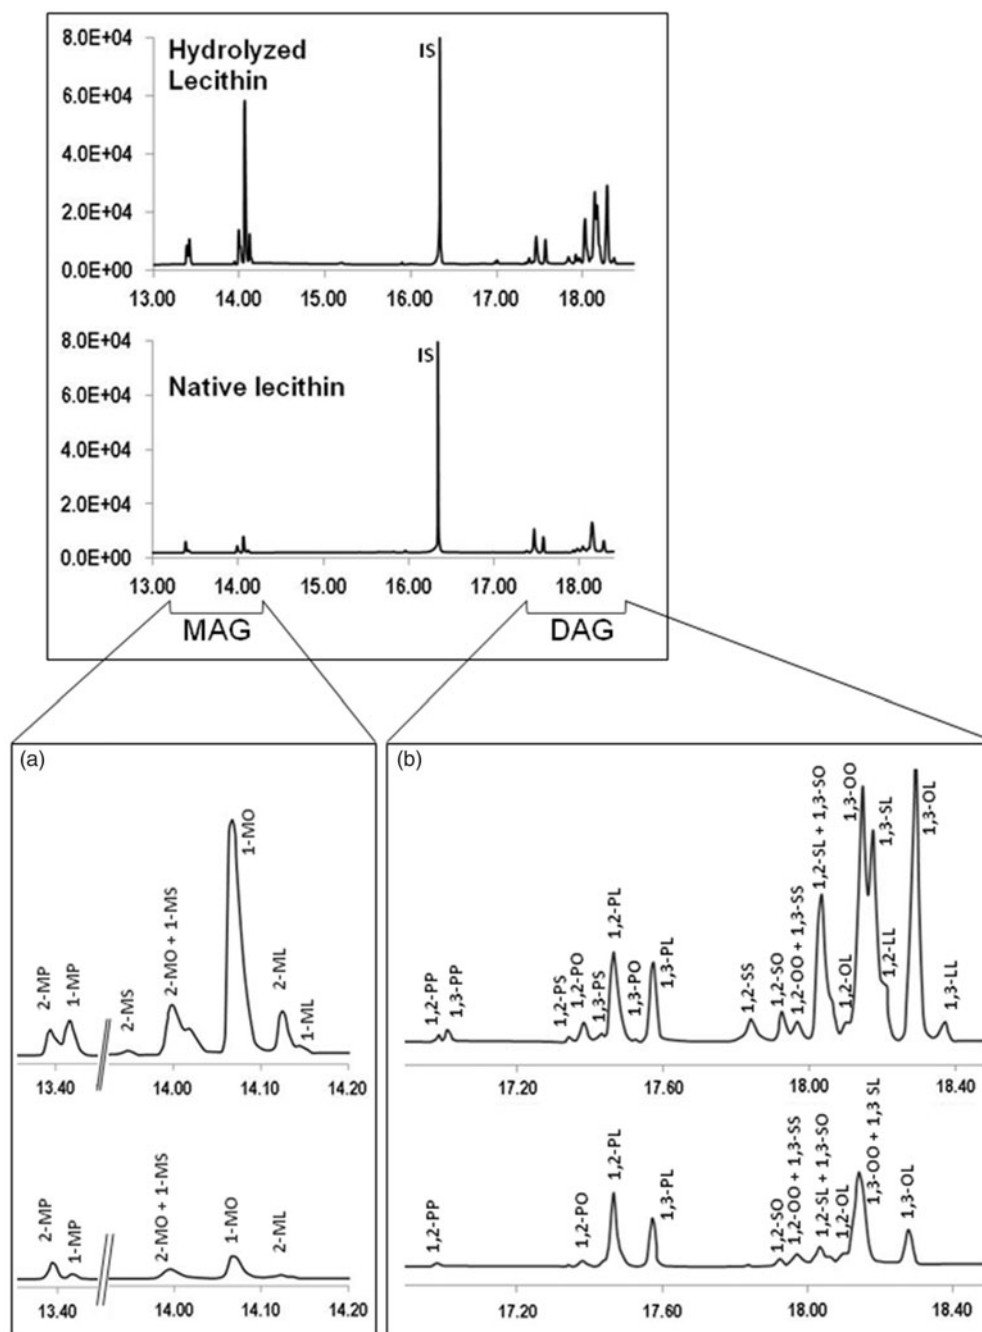 8.0E+04
Hydrolyzed
Lecithin
IS
6.0E+04
4.0E+04
2.0E+04
0.0E+00
13.00 14.00 15.00 16.00 17.00 18.00
8.0E+04
IS
Native lecithin
6.0E+04
4.0E+04
2.0E+04
0.0E+00
13.00 14.00 15.00 16.00 17.00 18.00
MAG DAG
(a)
2-MP
1-MP
2-MS
2-MO + 1-MS
1-MO
2-ML
1-ML
13.40 14.00 14.10 14.20
2-MP
1-MP
2-MO + 1-MS
1-MO
2-ML
13.40 14.00 14.10 14.20
(b)
1,2-PP
1,3-PP
1,2-PS
1,2-PO
1,3-PS
1,2-PL
1,3-PO
1,3-PL
1,2-SS
1,2-SO
1,2-OO + 1,3-SS
1,2-SL + 1,3-SO
1,2-OL
1,3-OO
1,3-SL
1,2-LL
1,3-OL
1,3-LL
17.20 17.60 18.00 18.40
1,2-PP
1,2-PO
1,2-PL
1,3-PL
1,2-SO
1,2-OO + 1,3-SS
1,2-SL + 1,3-SO
1,2-OL
1,3-OO + 1,3 SL
1,3-OL
17.20 17.60 18.00 18.40